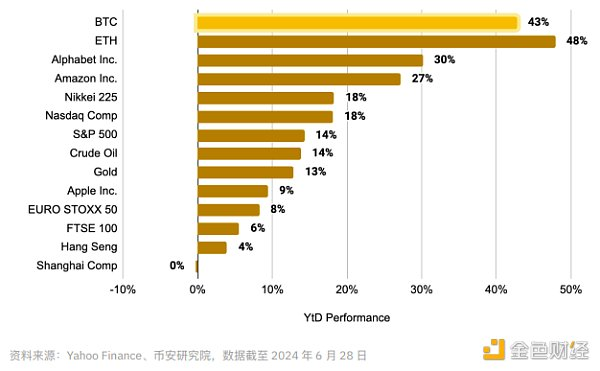 BTC 43%
ETH 48%
Alphabet Inc. 30%
Amazon Inc. 27%
Nikkei 225 18%
Nasdaq Comp 18%
S&P 500 14%
Crude Oil 14%
Gold 13%
Apple Inc. 9%
EURO STOXX 50 8%
FTSE 100 6%
Hang Seng 4%
Shanghai Comp 0%
-10% 0% 10% 20% 30% 40% 50%
YtD Performance
资料来源：Yahoo Finance、币安研究院，数据截至 2024 年 6 月 28 日
金色财经